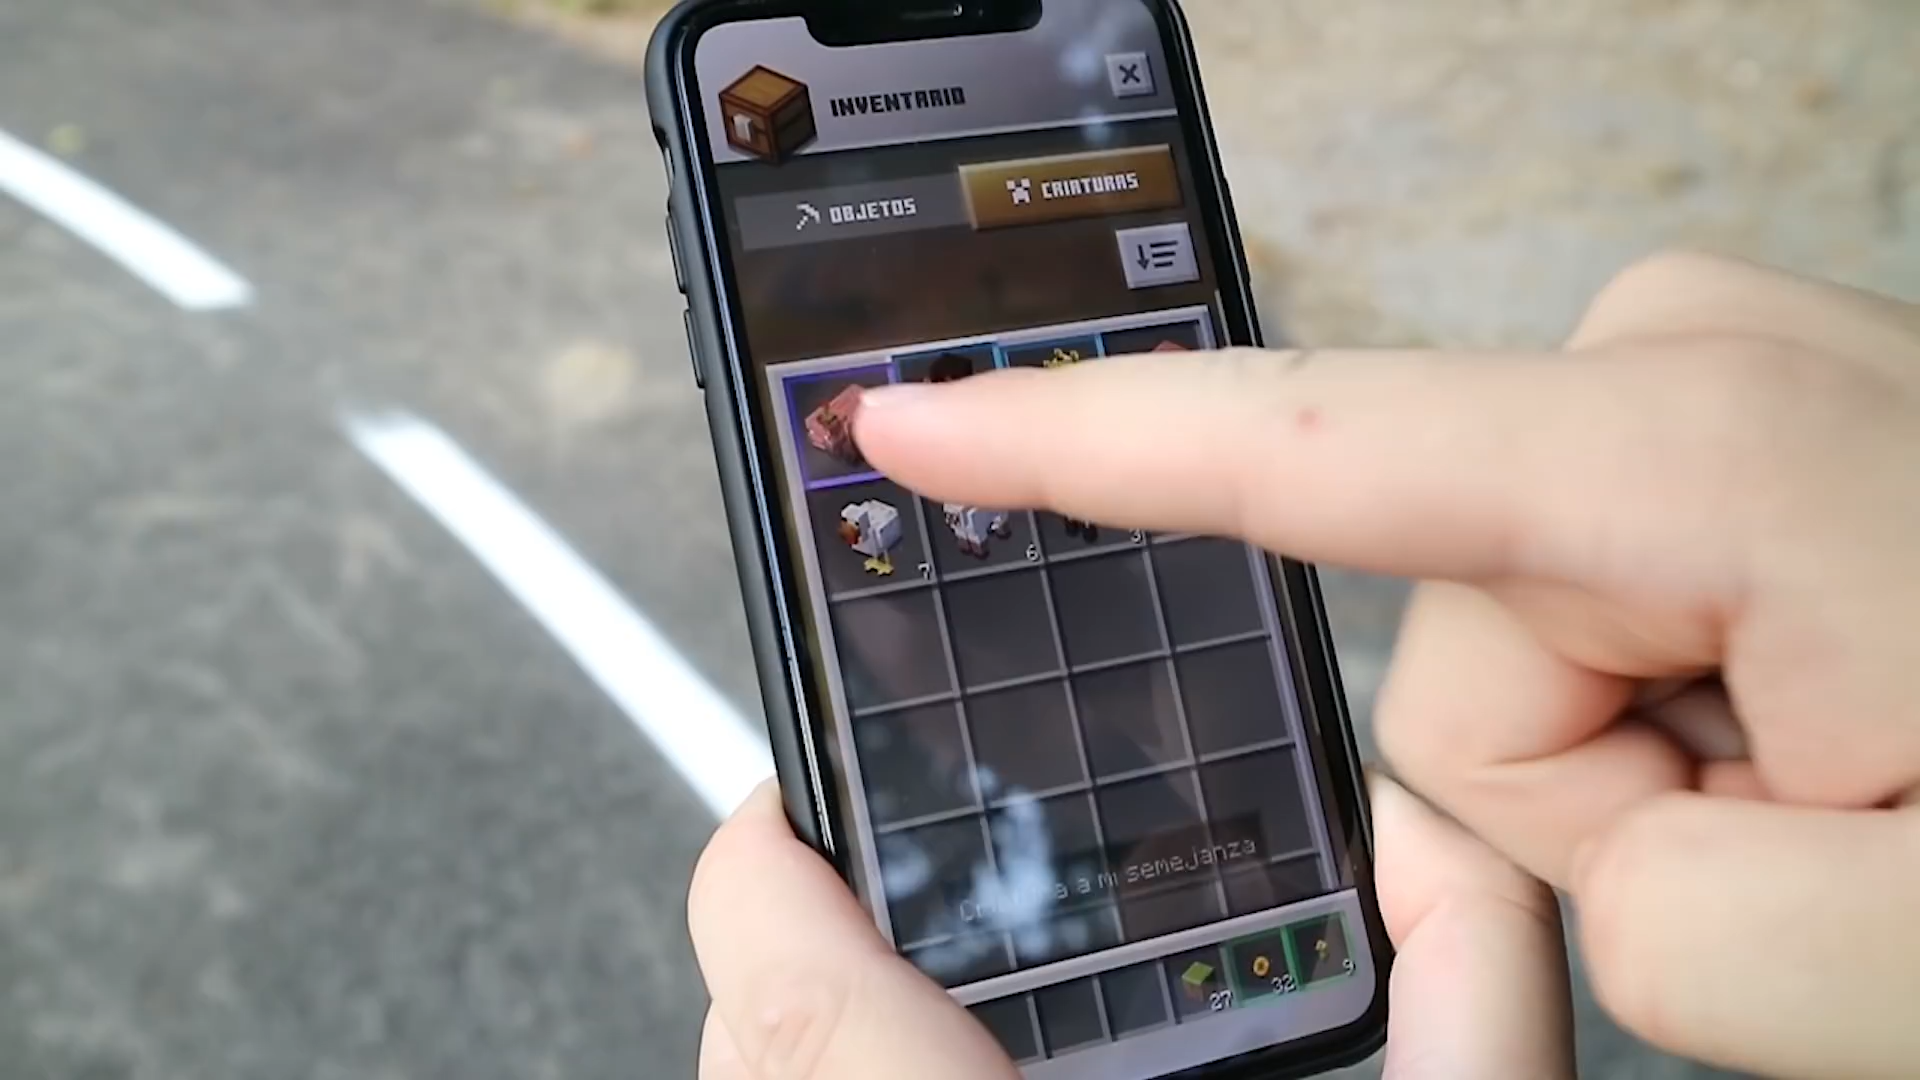 INVENTARIO
OBJETOS
CRIATURAS
7
6
3
a mi semejanza
27
32
9